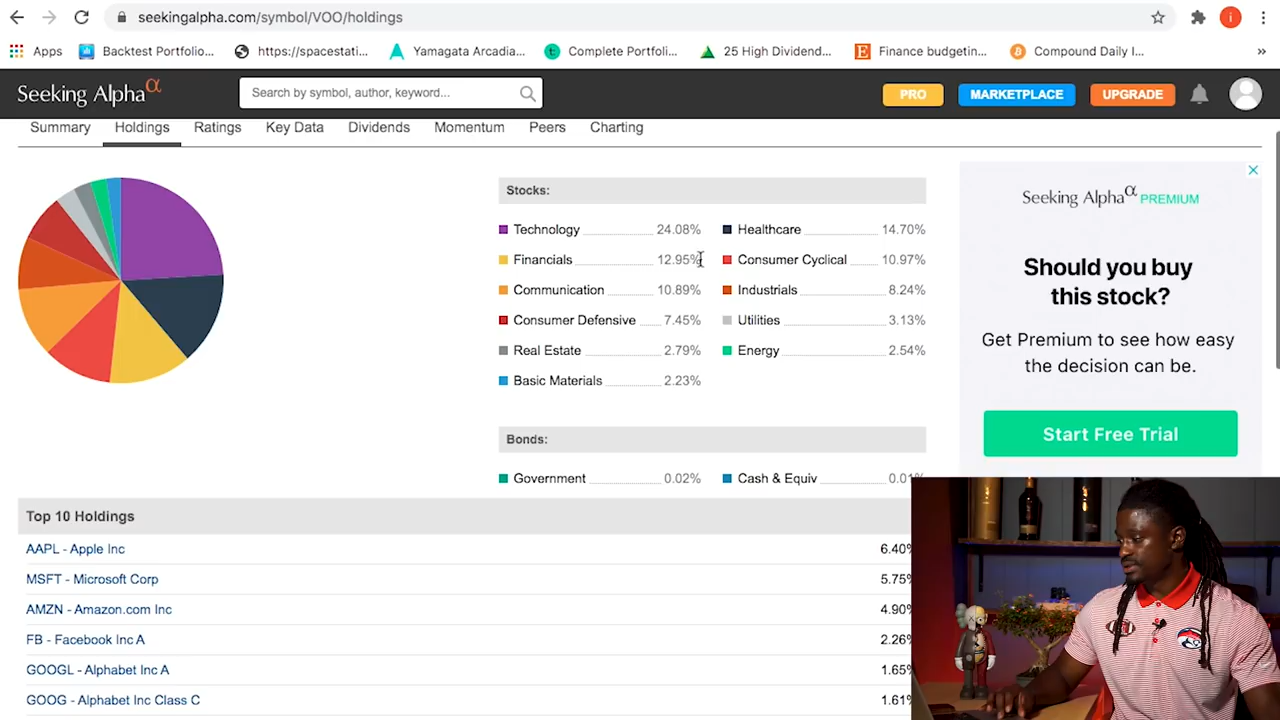 seekingalpha.com/symbol/VOO/holdings
Apps Backtest Portfolio... https://spacestati... Yamagata Arcadia... Complete Portfoli... 25 High Dividend... Finance budgetin... Compound Daily I... »
Seeking Alphaα Search by symbol, author, keyword... PRO MARKETPLACE UPGRADE
Summary Holdings Ratings Key Data Dividends Momentum Peers Charting
Stocks:
Technology 24.08% Healthcare 14.70%
Financials 12.95% Consumer Cyclical 10.97%
Communication 10.89% Industrials 8.24%
Consumer Defensive 7.45% Utilities 3.13%
Real Estate 2.79% Energy 2.54%
Basic Materials 2.23%
Bonds:
Government 0.02% Cash & Equiv 0.01%
Seeking Alphaα PREMIUM
Should you buy
this stock?
Get Premium to see how easy
the decision can be.
Start Free Trial
Top 10 Holdings
AAPL - Apple Inc 6.40%
MSFT - Microsoft Corp 5.75%
AMZN - Amazon.com Inc 4.90%
FB - Facebook Inc A 2.26%
GOOGL - Alphabet Inc A 1.65%
GOOG - Alphabet Inc Class C 1.61%